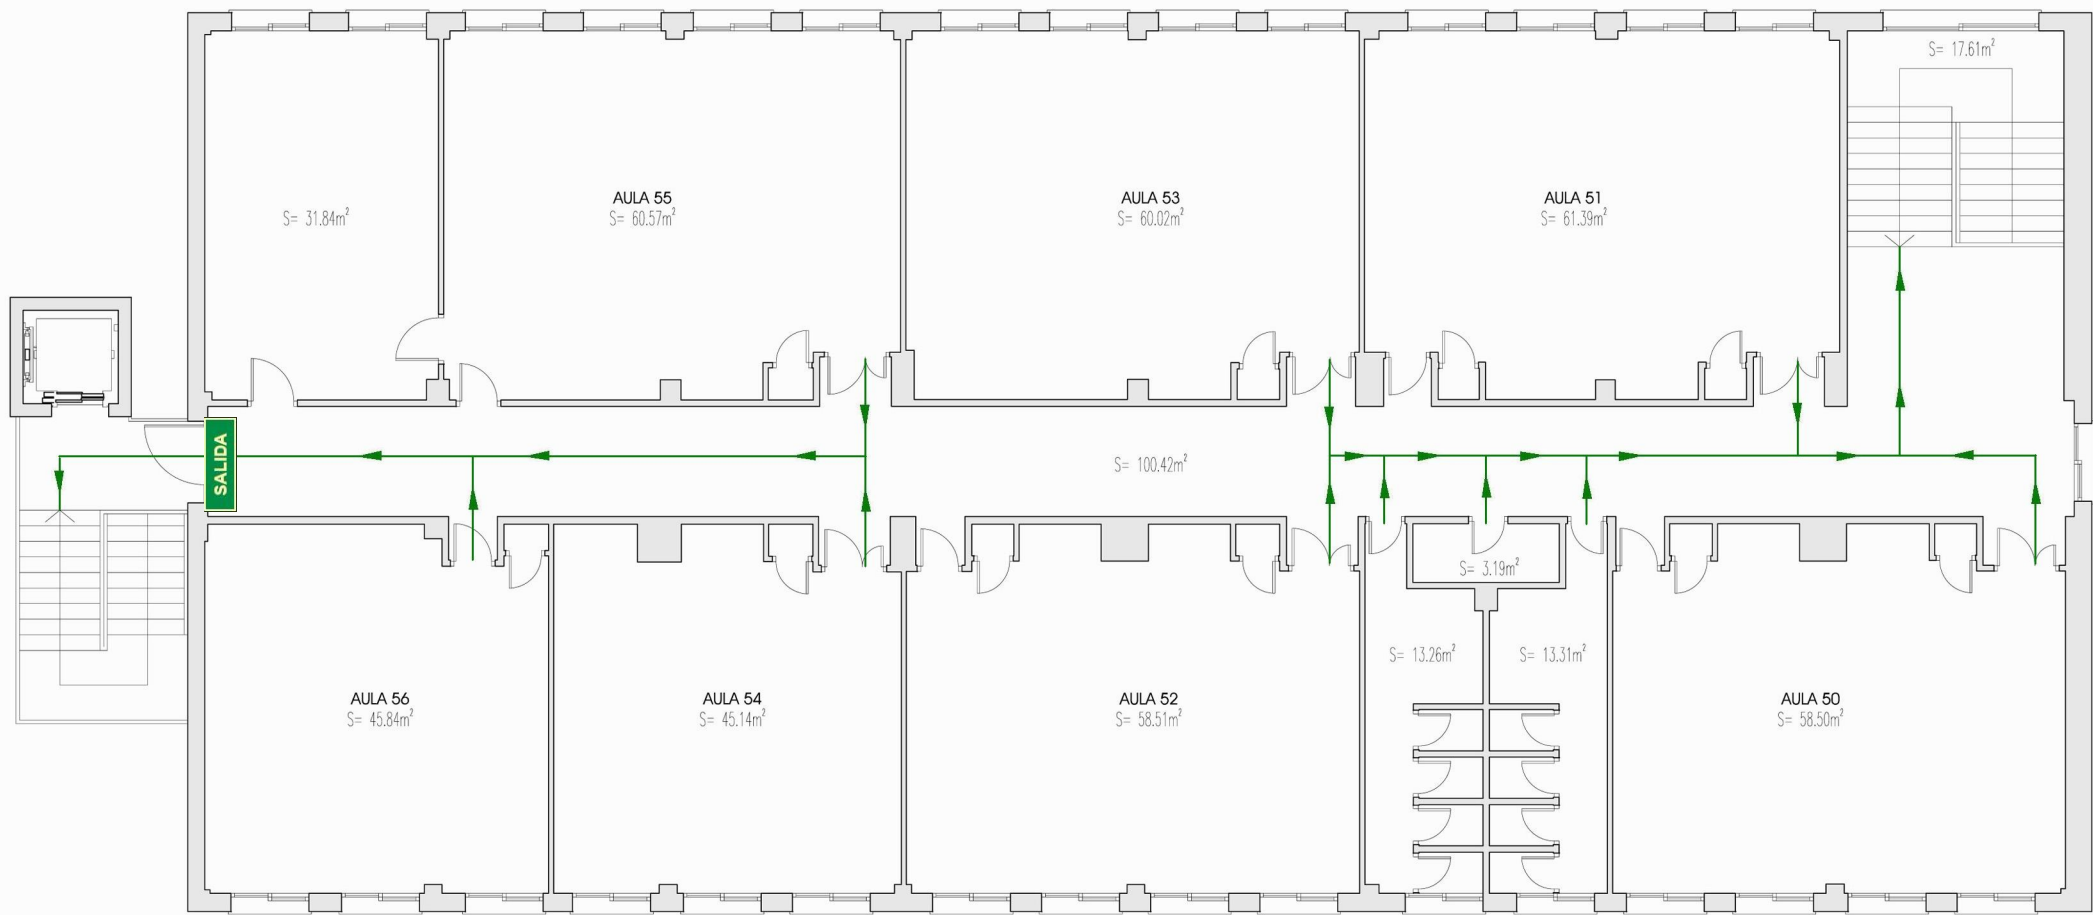 S= 17.61m²
AULA 55
S= 60.57m²
AULA 53
S= 60.02m²
AULA 51
S= 61.39m²
S= 31.84m²
SALIDA
S= 100.42m²
S= 3.19m²
S= 13.26m²
S= 13.31m²
AULA 56
S= 45.84m²
AULA 54
S= 45.14m²
AULA 52
S= 58.51m²
AULA 50
S= 58.50m²